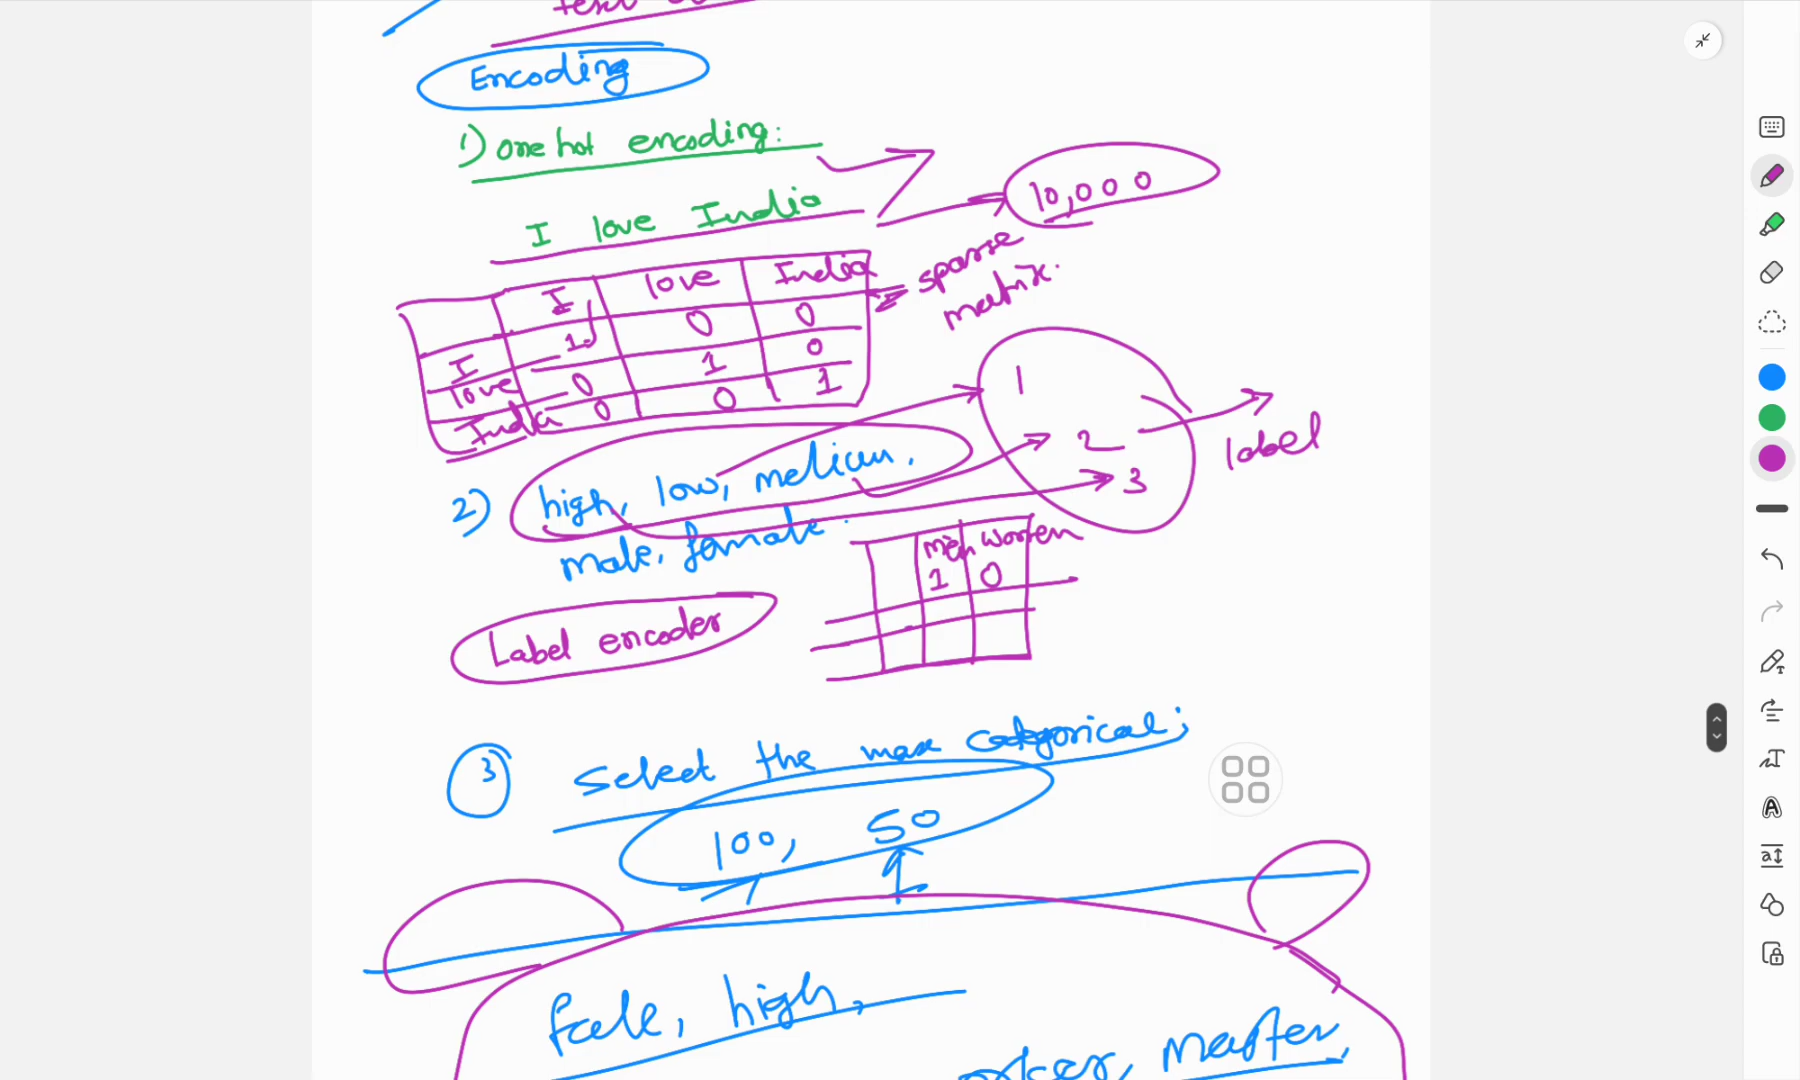 Encoding
1) one hot encoding:
I love India
10,000
I love India
sparse matrix.
I 1 0 0
love 0 1 0
India 0 0 1
1
2
3
label
2) high, low, medium.
male, female.
men women
1 0
Label encoder
3 Select the max categorical;
100, 50
high,